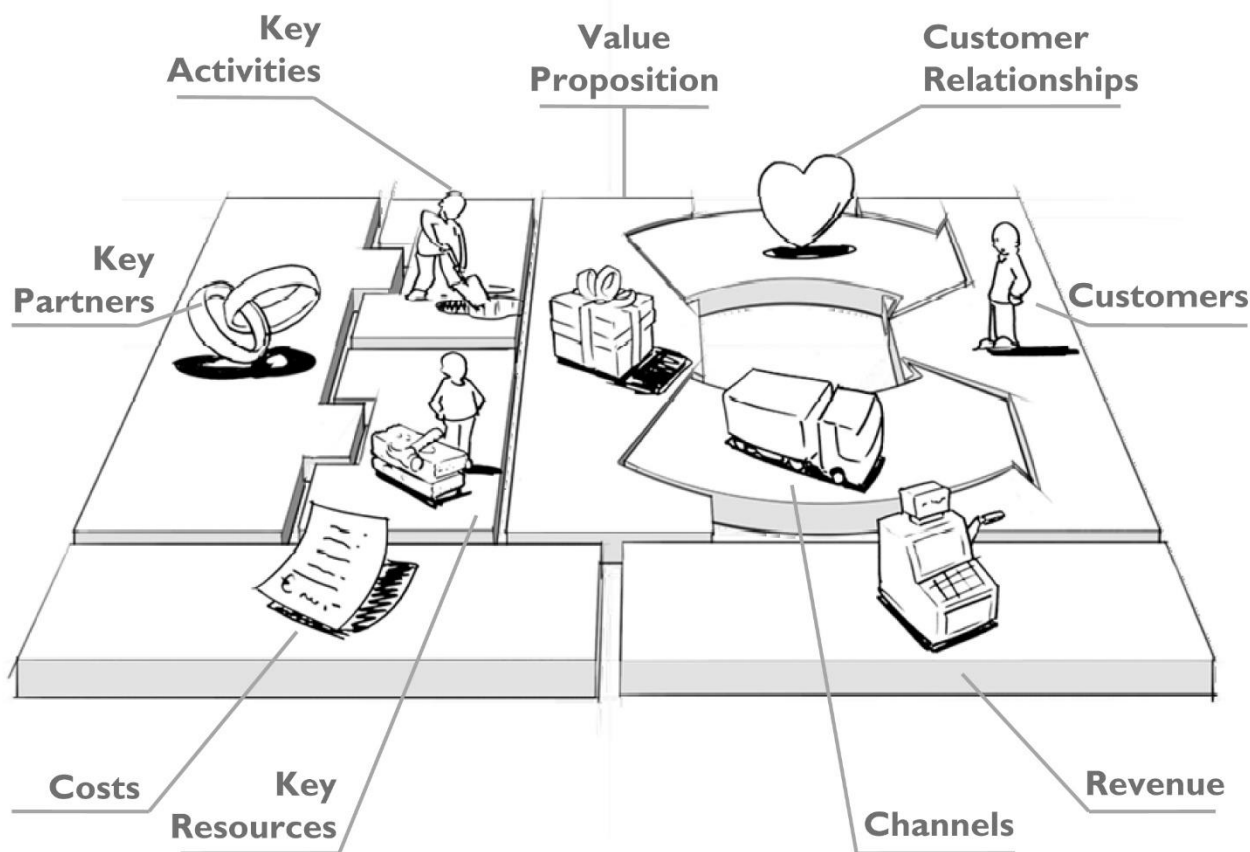 Key
Activities
Value
Proposition
Customer
Relationships
Key
Partners
Customers
Costs
Key
Resources
Channels
Revenue